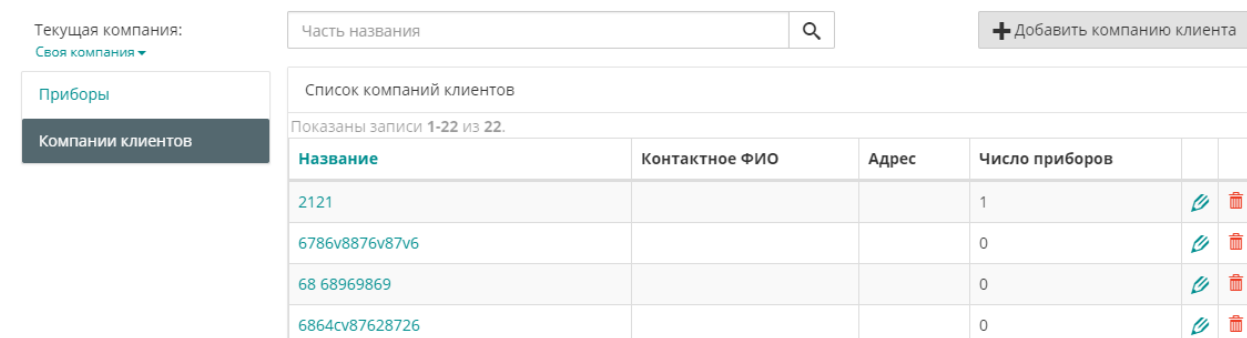 Текущая компания:
Своя компания
Часть названия
Добавить компанию клиента
Приборы
Компании клиентов
Список компаний клиентов
Показаны записи 1-22 из 22.
Название Контактное ФИО Адрес Число приборов
2121 1
6786v8876v87v6 0
68 68969869 0
6864cv87628726 0